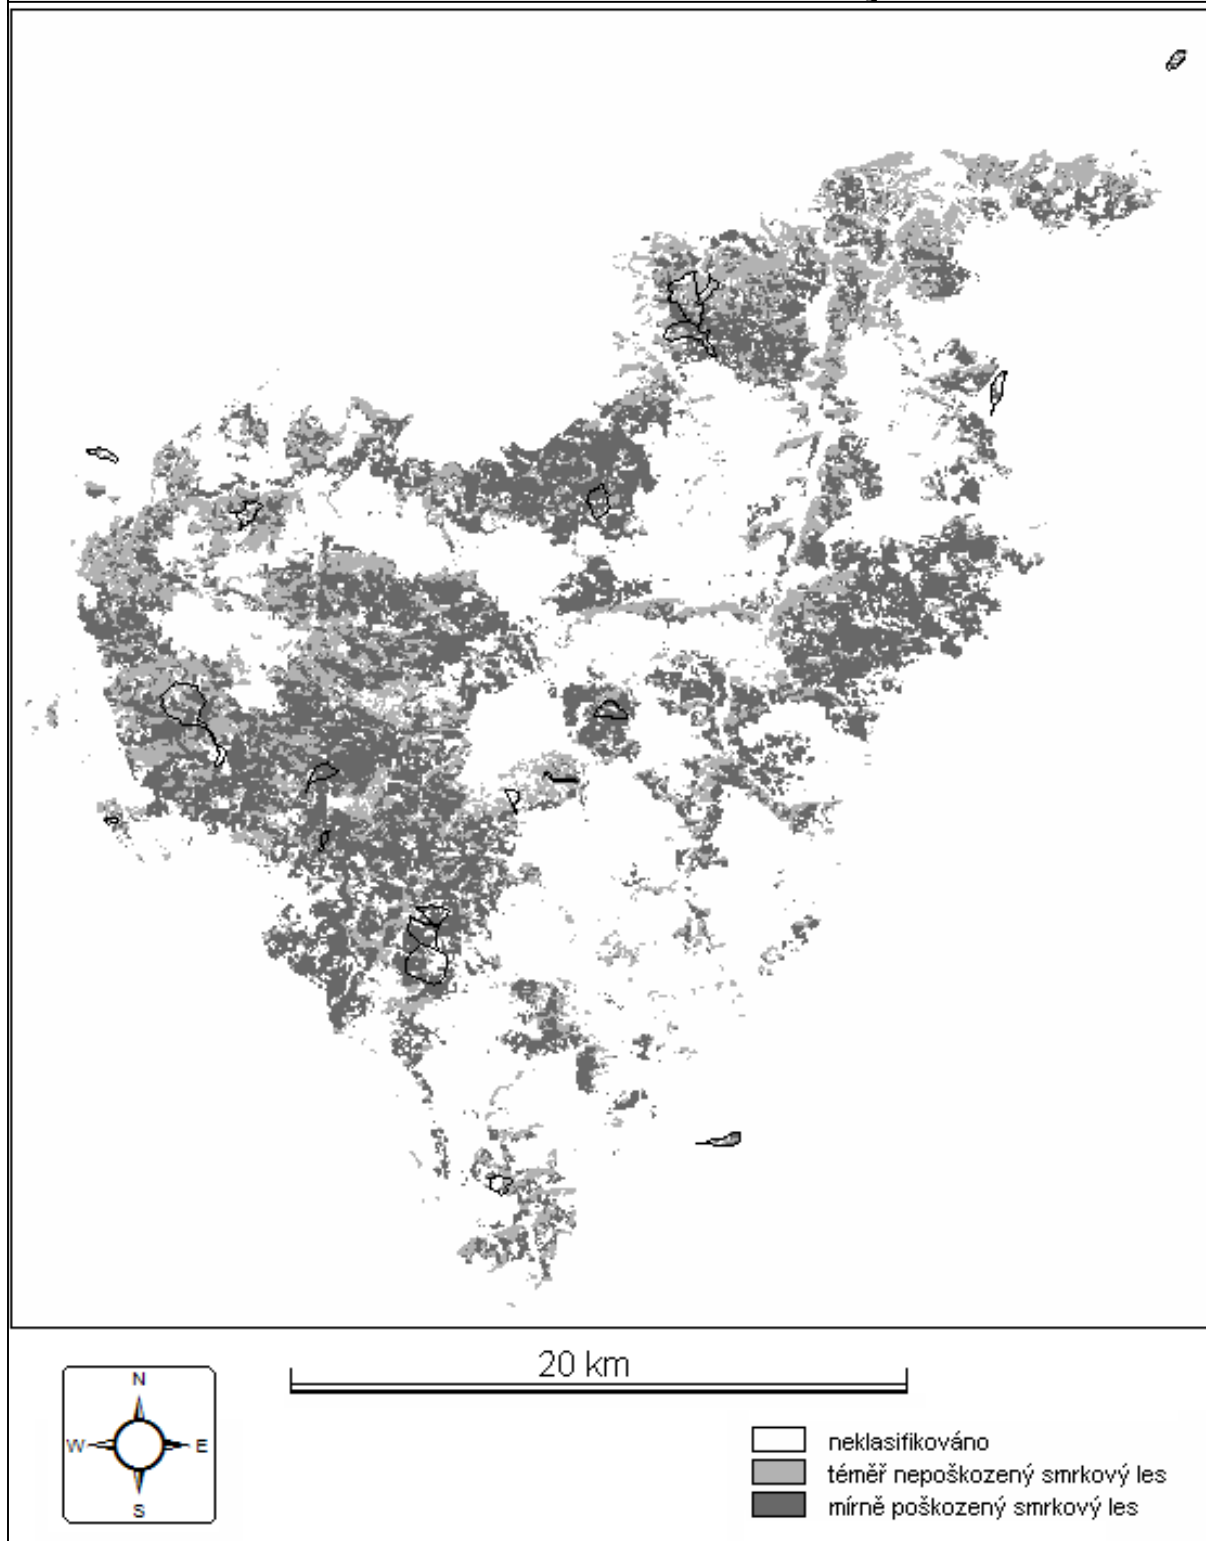 20 km
N
W E
S
neklasifikováno
téměř nepoškozený smrkový les
mírně poškozený smrkový les